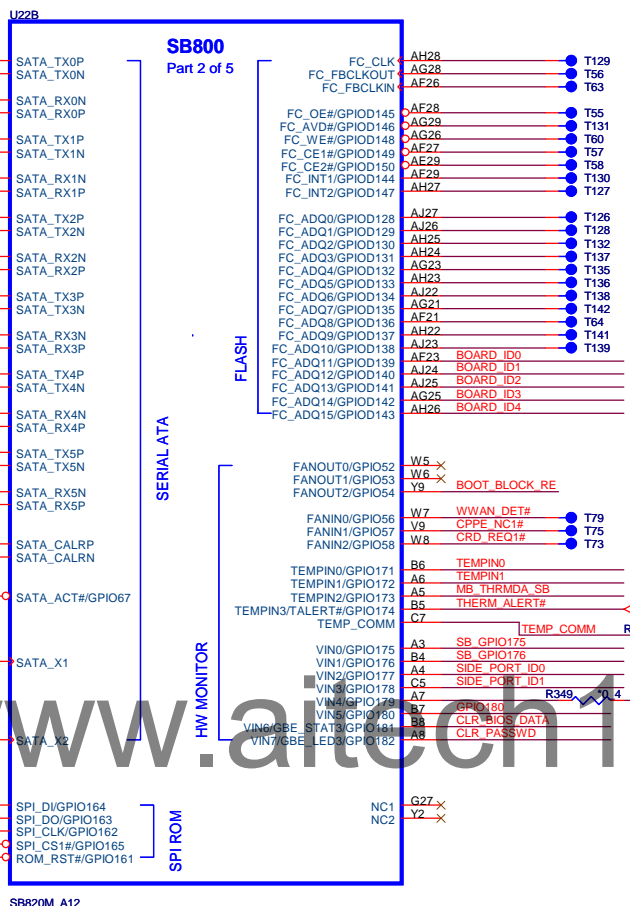 U22B
SB800
Part 2 of 5
SATA_TX0P
SATA_TX0N
SATA_RX0N
SATA_RX0P
SATA_TX1P
SATA_TX1N
SATA_RX1N
SATA_RX1P
SATA_TX2P
SATA_TX2N
SATA_RX2N
SATA_RX2P
SATA_TX3P
SATA_TX3N
SATA_RX3N
SATA_RX3P
SATA_TX4P
SATA_TX4N
SATA_RX4N
SATA_RX4P
SATA_TX5P
SATA_TX5N
SATA_RX5N
SATA_RX5P
SATA_CALRP
SATA_CALRN
SATA_ACT#/GPIO67
SATA_X1
SATA_X2
SERIAL ATA
SPI_DI/GPIO164
SPI_DO/GPIO163
SPI_CLK/GPIO162
SPI_CS1#/GPIO165
ROM_RST#/GPIO161
SPI ROM
FLASH
FC_CLK AH28 T129
FC_FBCLKOUT AG28 T56
FC_FBCLKIN AF26 T63
FC_OE#/GPIOD145 AF28 T55
FC_AVD#/GPIOD146 AG29 T131
FC_WE#/GPIOD148 AG26 T60
FC_CE1#/GPIOD149 AF27 T57
FC_CE2#/GPIOD150 AE29 T58
FC_INT1/GPIOD144 AF29 T130
FC_INT2/GPIOD147 AH27 T127
FC_ADQ0/GPIOD128 AJ27 T126
FC_ADQ1/GPIOD129 AJ26 T128
FC_ADQ2/GPIOD130 AH25 T132
FC_ADQ3/GPIOD131 AH24 T137
FC_ADQ4/GPIOD132 AG23 T135
FC_ADQ5/GPIOD133 AH23 T136
FC_ADQ6/GPIOD134 AJ22 T138
FC_ADQ7/GPIOD135 AG21 T142
FC_ADQ8/GPIOD136 AF21 T64
FC_ADQ9/GPIOD137 AH22 T141
FC_ADQ10/GPIOD138 AJ23 T139
FC_ADQ11/GPIOD139 AF23 BOARD_ID0
FC_ADQ12/GPIOD140 AJ24 BOARD_ID1
FC_ADQ13/GPIOD141 AJ25 BOARD_ID2
FC_ADQ14/GPIOD142 AG25 BOARD_ID3
FC_ADQ15/GPIOD143 AH26 BOARD_ID4
HW MONITOR
FANOUT0/GPIO52 W5
FANOUT1/GPIO53 W6
FANOUT2/GPIO54 Y9 BOOT_BLOCK_RE
FANIN0/GPIO56 W7 WWAN_DET# T79
FANIN1/GPIO57 V9 CPPE_NC1# T75
FANIN2/GPIO58 W8 CRD_REQ1# T73
TEMPIN0/GPIO171 B6 TEMPIN0
TEMPIN1/GPIO172 A6 TEMPIN1
TEMPIN2/GPIO173 A5 MB_THRMDA_SB
TEMPIN3/TALERT#/GPIO174 B5 THERM_ALERT#
TEMP_COMM C7 TEMP_COMM R
VIN0/GPIO175 A3 SB_GPIO175
VIN1/GPIO176 B4 SB_GPIO176
VIN2/GPIO177 A4 SIDE_PORT_ID0
VIN3/GPIO178 C5 SIDE_PORT_ID1
VIN4/GPIO179 A7 R349 *0_4
VIN5/GPIO180 B7 GPIO180
VIN6/GBE_STAT3/GPIO181 B8 CLR_BIOS_DATA
VIN7/GBE_LED3/GPIO182 A8 CLR_PASSWD
NC1 G27
NC2 Y2
www.aitech1
SB820M_A12